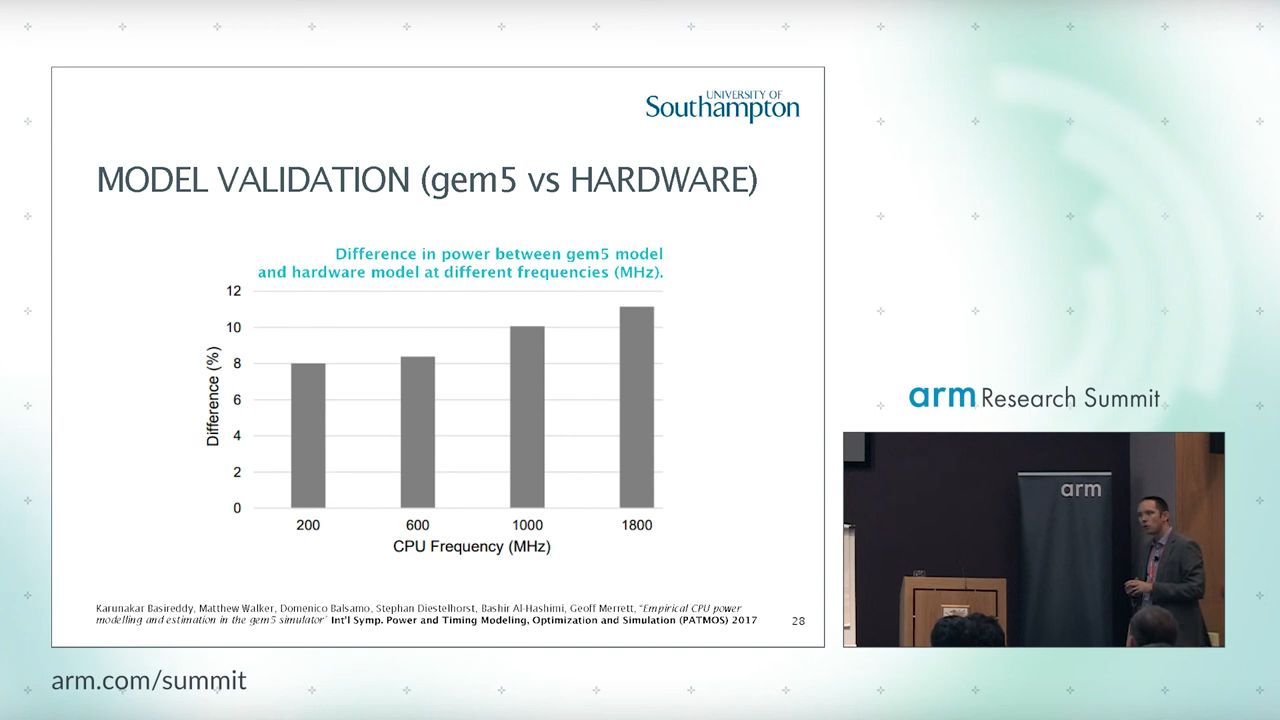 UNIVERSITY OF
Southampton
MODEL VALIDATION (gem5 vs HARDWARE)
Difference in power between gem5 model
and hardware model at different frequencies (MHz).
12
10
8
6
4
2
0
Difference (%)
200 600 1000 1800
CPU Frequency (MHz)
Karunakar Basireddy, Matthew Walker, Domenico Balsamo, Stephan Diestelhorst, Bashir Al-Hashimi, Geoff Merrett, "Empirical CPU power
modelling and estimation in the gem5 simulator" Int'l Symp. Power and Timing Modeling, Optimization and Simulation (PATMOS) 2017
28
arm Research Summit
arm
arm.com/summit